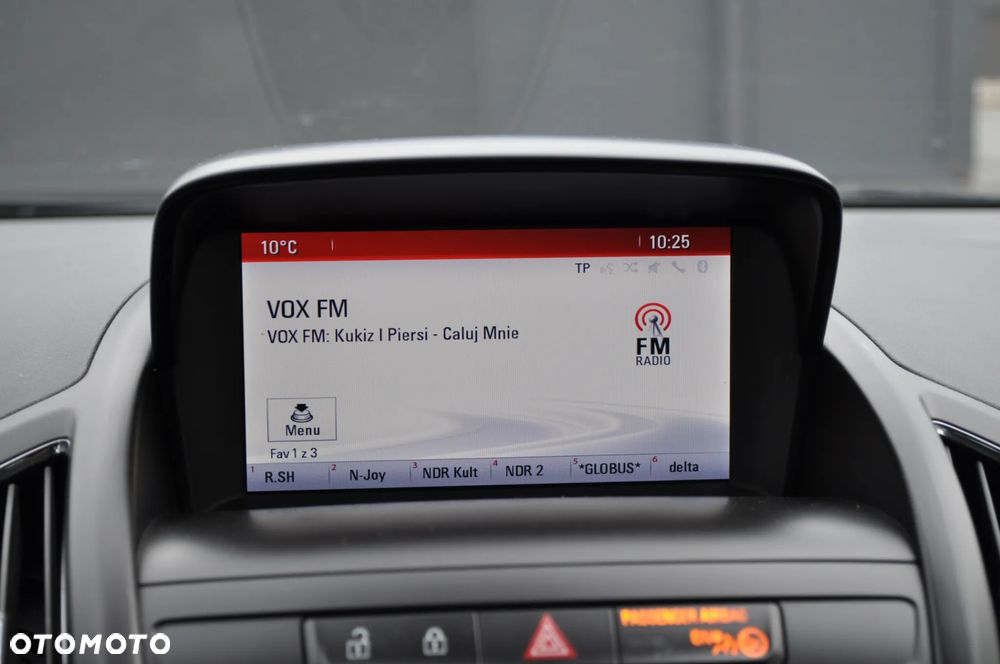 10°C 10:25
TP
VOX FM
VOX FM: Kukiz I Piersi - Caluj Mnie
FM
RADIO
Menu
Fav 1 z 3
1 R.SH 2 N-Joy 3 NDR Kult 4 NDR 2 5 *GLOBUS* 6 delta
PASSENGER AIRBAG
OTOMOTO